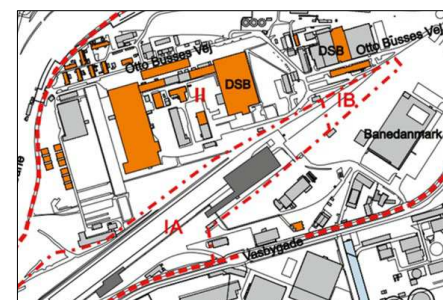 Otto Busses Vej
DSB
Otto Busses Vej
DSB
II
IB
Banedanmark
IA
Vasbygade